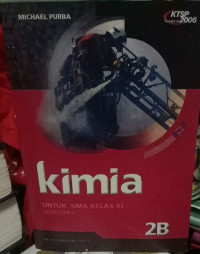 MICHAEL PURBA
KTSP
2006
kimia
UNTUK SMA KELAS XI
2B